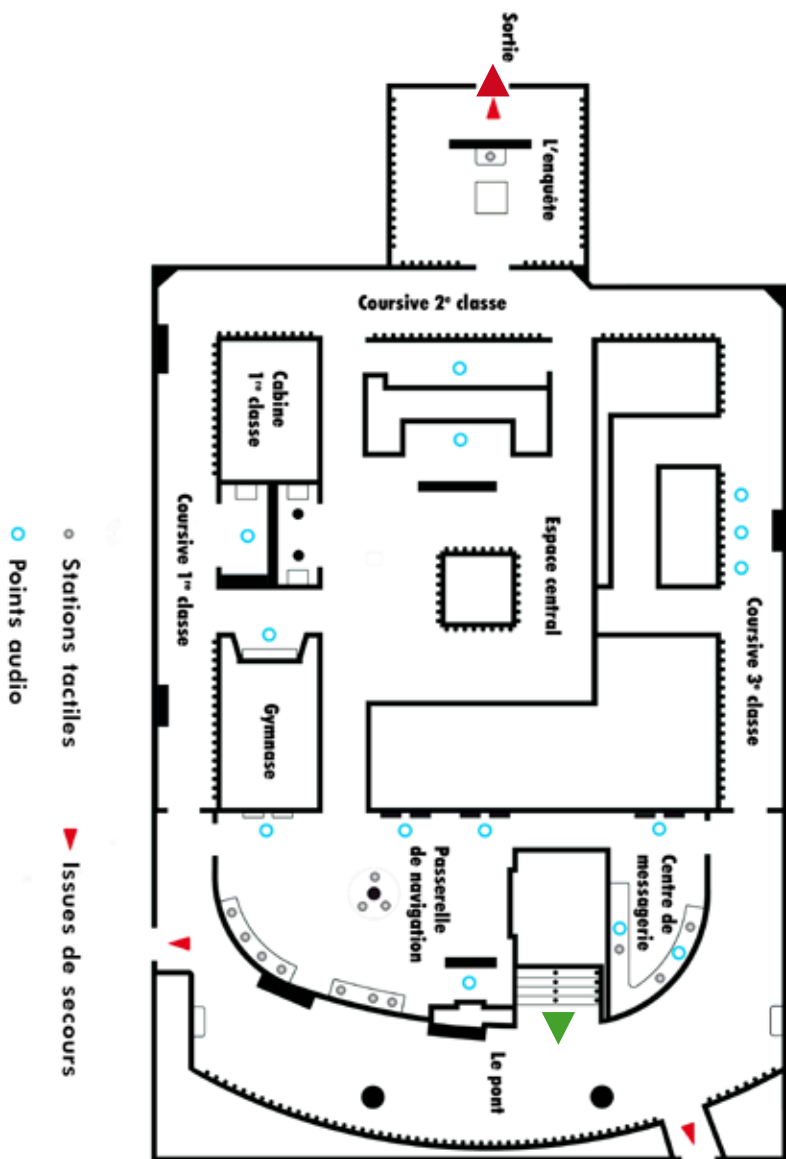 Sortie
L'enquête
Coursive 2e classe
Cabine
1re classe
Coursive 1re classe
Espace central
Coursive 3e classe
Gymnase
Passerelle
de navigation
Centre de
messagerie
Le pont
Stations tactiles
Issues de secours
Points audio